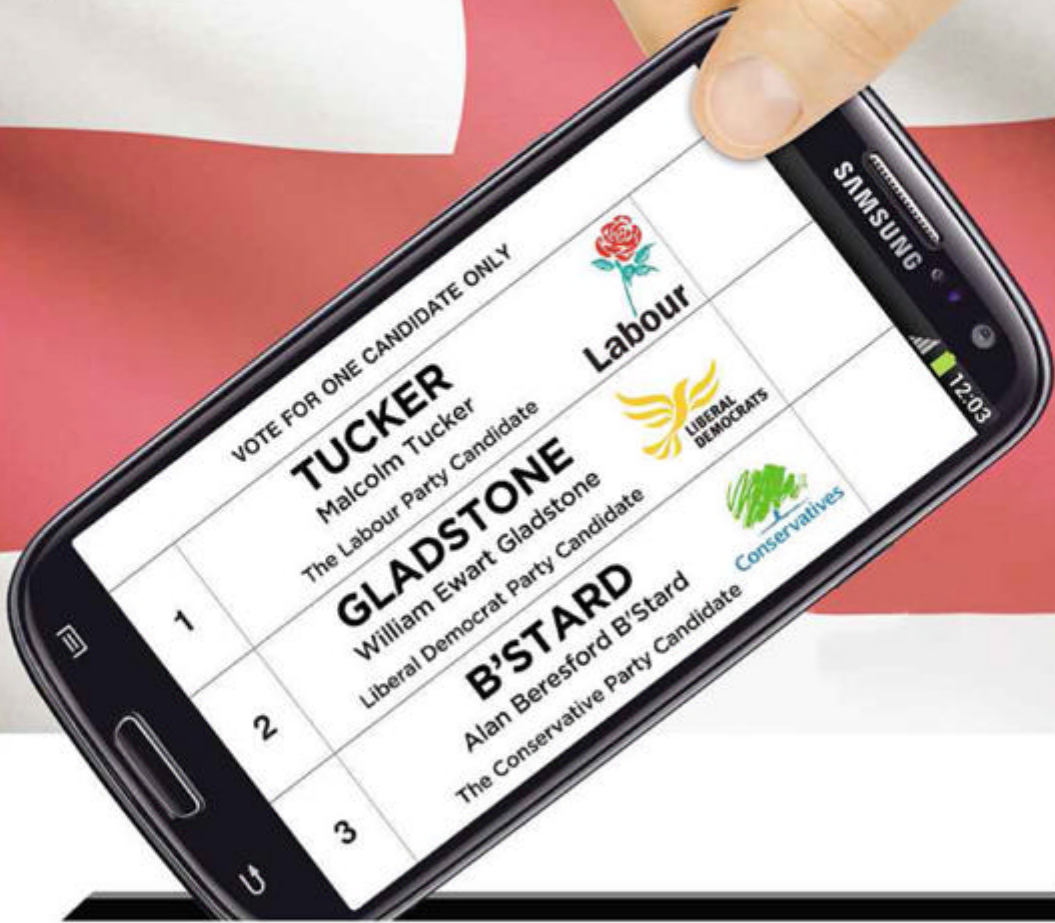 VOTE FOR ONE CANDIDATE ONLY
1
TUCKER
Malcolm Tucker
The Labour Party Candidate
Labour
2
GLADSTONE
William Ewart Gladstone
Liberal Democrat Party Candidate
LIBERAL
DEMOCRATS
3
B'STARD
Alan Beresford B'Stard
The Conservative Party Candidate
Conservatives
SAMSUNG
12:03